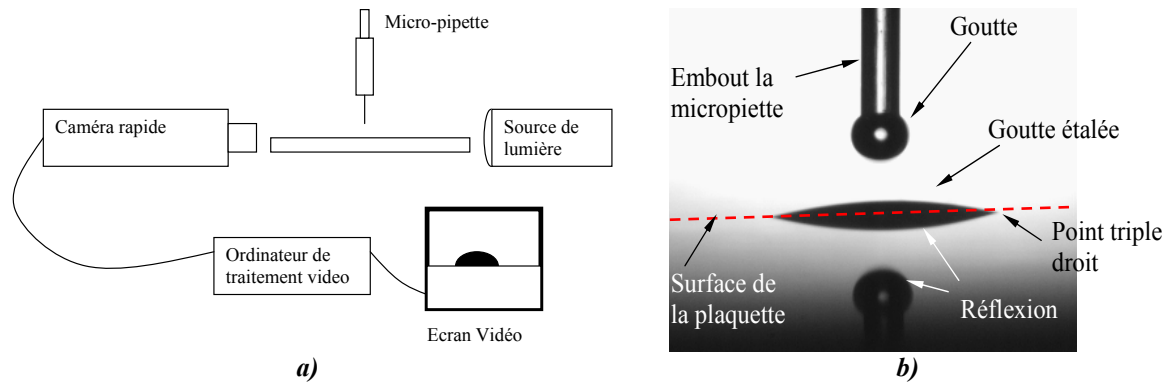 Micro-pipette
Caméra rapide
Source de
lumière
Ordinateur de
traitement video
Ecran Vidéo
a)
Goutte
Embout la
micropiette
Goutte étalée
Point triple
droit
Surface de
la plaquette
Réflexion
b)